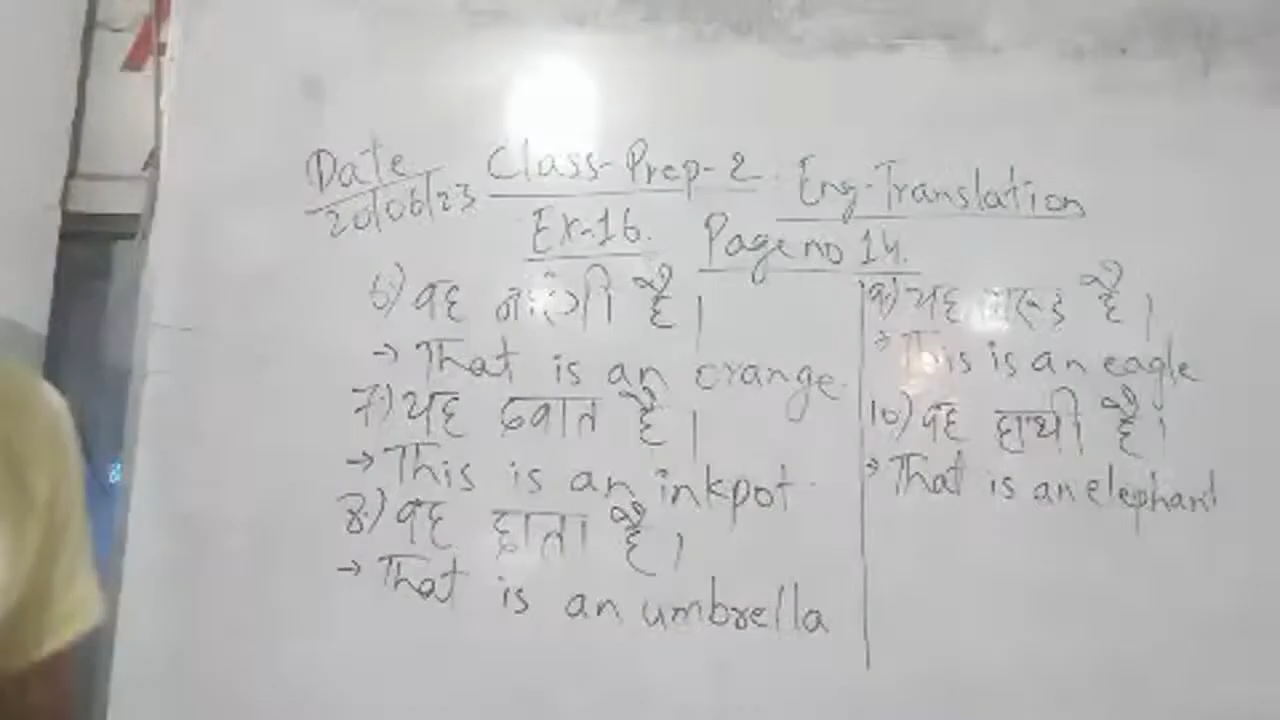 Date Class-Prep-2 Eng-Translation
20/06/23 Ex-16. Page no 14.
6) वह नारंगी है।
→ That is an orange.
7) यह दवात है।
→ This is an inkpot.
8.) वह छाता है।
→ That is an umbrella
9.) यह है।
→ This is an eagle
10) वह हाथी है।
→ That is an elephant